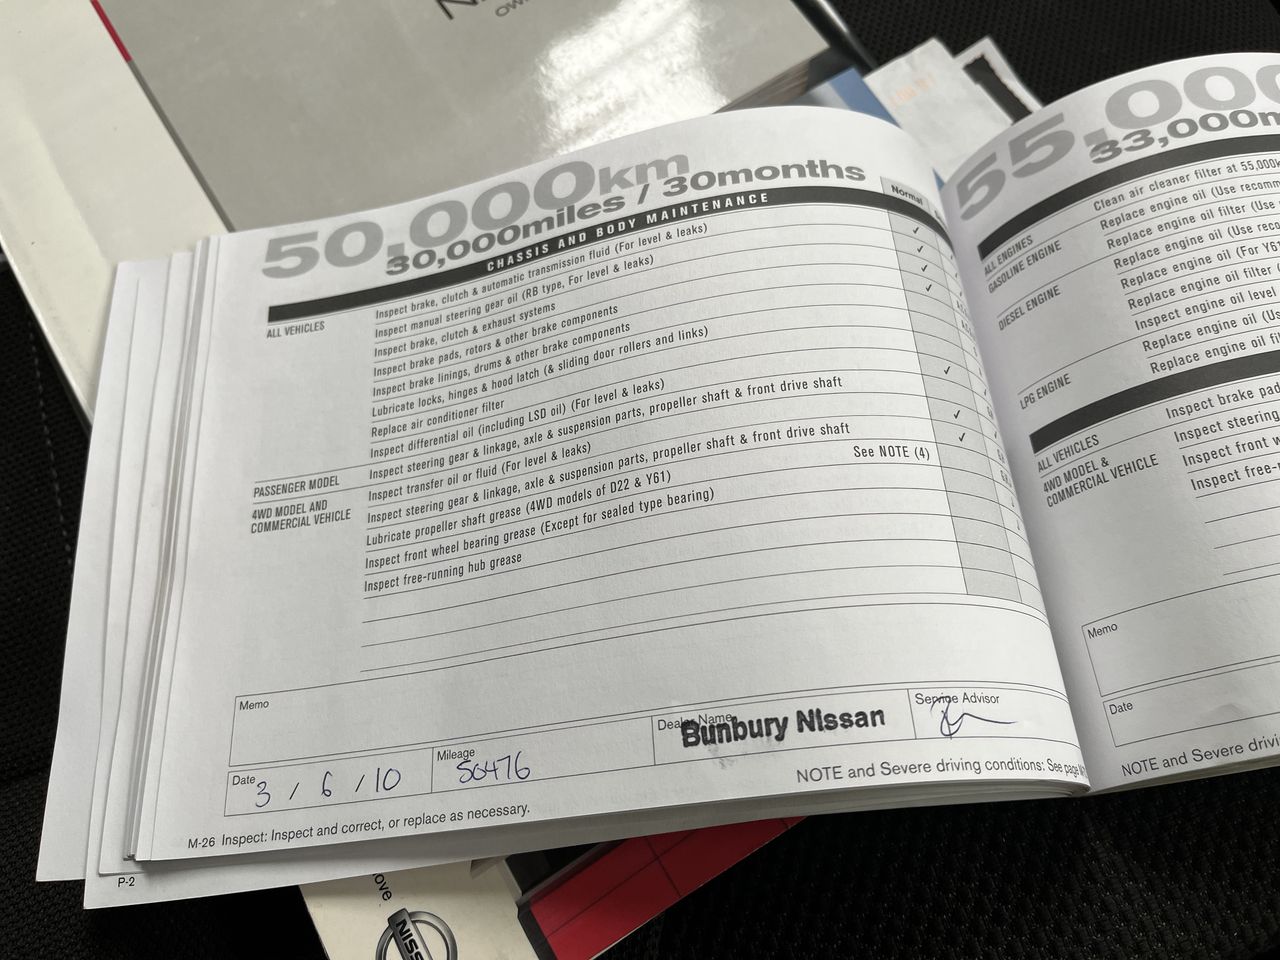 50,000km
30,000miles / 30months
CHASSIS AND BODY MAINTENANCE
Normal
ALL VEHICLES
Inspect brake, clutch & automatic transmission fluid (For level & leaks)
Inspect manual steering gear oil (RB type, For level & leaks)
Inspect brake, clutch & exhaust systems
Inspect brake pads, rotors & other brake components
Inspect brake linings, drums & other brake components
Lubricate locks, hinges & hood latch (& sliding door rollers and links)
Replace air conditioner filter
Inspect differential oil (including LSD oil) (For level & leaks)
PASSENGER MODEL
Inspect steering gear & linkage, axle & suspension parts, propeller shaft & front drive shaft
4WD MODEL AND
COMMERCIAL VEHICLE
Inspect transfer oil or fluid (For level & leaks)
Inspect steering gear & linkage, axle & suspension parts, propeller shaft & front drive shaft
Lubricate propeller shaft grease (4WD models of D22 & Y61)
See NOTE (4)
Inspect front wheel bearing grease (Except for sealed type bearing)
Inspect free-running hub grease
Memo
Date
3 / 6 / 10
Mileage
50476
Dealer Name
Bunbury Nissan
Service Advisor
NOTE and Severe driving conditions: See page M
M-26 Inspect: Inspect and correct, or replace as necessary.
P-2
55,00
33,000m
ALL ENGINES
Clean air cleaner filter at 55,000k
GASOLINE ENGINE
Replace engine oil (Use recomm
Replace engine oil filter (Use
DIESEL ENGINE
Replace engine oil (Use reco
Replace engine oil (For Y61
Replace engine oil filter (
Inspect engine oil level
LPG ENGINE
Replace engine oil (Us
Replace engine oil fil
ALL VEHICLES
Inspect brake pad
4WD MODEL &
COMMERCIAL VEHICLE
Inspect steering
Inspect front w
Inspect free-r
Memo
Date
NOTE and Severe drivi
NISS